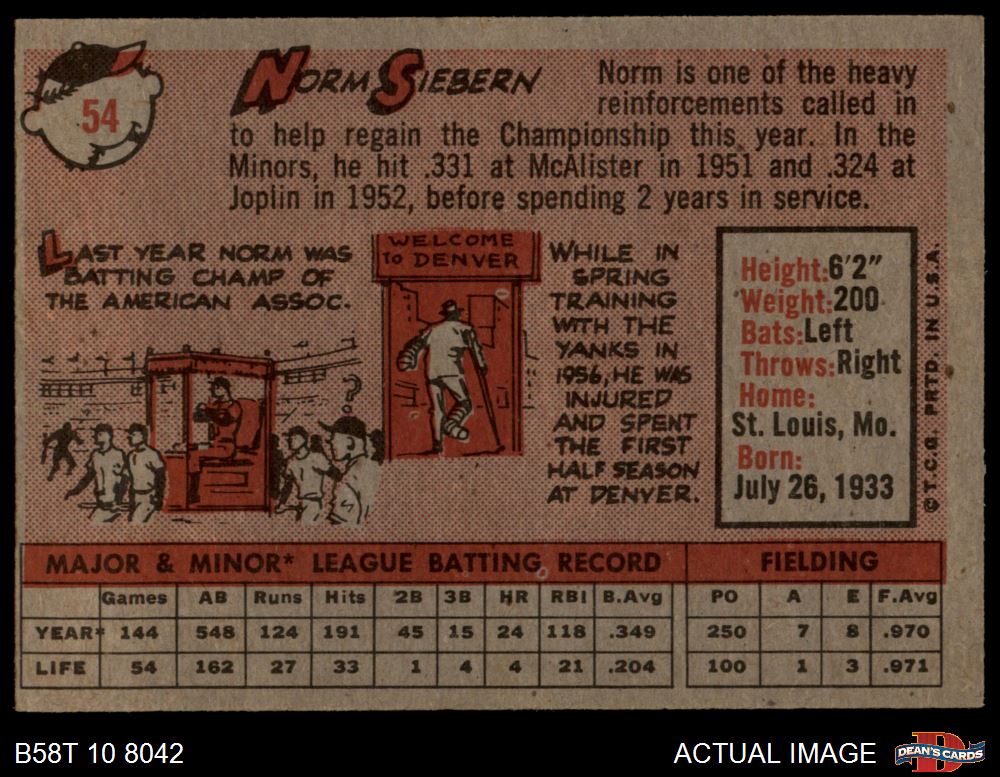 54
NORM SIEBERN
Norm is one of the heavy
reinforcements called in
to help regain the Championship this year. In the
Minors, he hit .331 at McAlister in 1951 and .324 at
Joplin in 1952, before spending 2 years in service.
LAST YEAR NORM WAS
BATTING CHAMP OF
THE AMERICAN ASSOC.
WELCOME
TO DENVER
WHILE IN
SPRING
TRAINING
WITH THE
YANKS IN
1956, HE WAS
INJURED
AND SPENT
THE FIRST
HALF SEASON
AT DENVER.
Height: 6'2"
Weight: 200
Bats: Left
Throws: Right
Home:
St. Louis, Mo.
Born:
July 26, 1933
© T.C.G. PRTD. IN U.S.A.
MAJOR & MINOR* LEAGUE BATTING RECORD FIELDING
Games AB Runs Hits 2B 3B HR RBI B.Avg PO A E F.Avg
YEAR* 144 548 124 191 45 15 24 118 .349 250 7 8 .970
LIFE 54 162 27 33 1 4 4 21 .204 100 1 3 .971
B58T 10 8042 ACTUAL IMAGE
D
DEAN'S CARDS